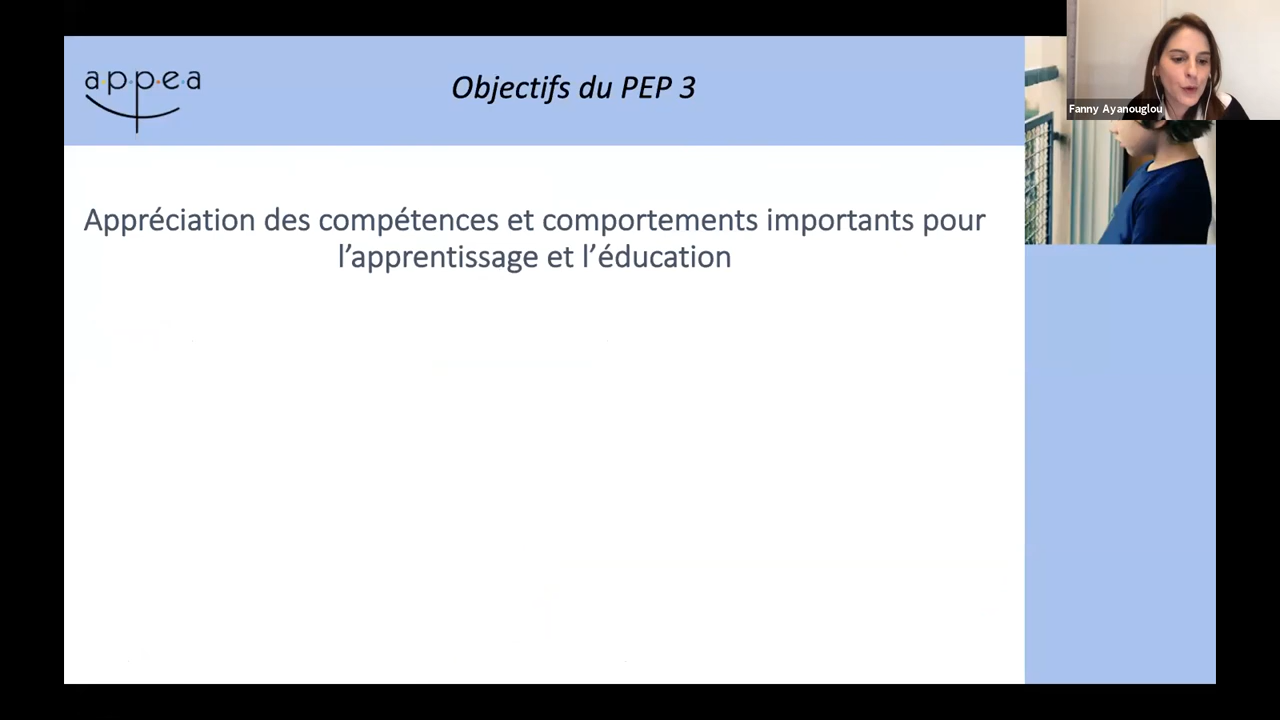 appea
Objectifs du PEP 3
Fanny Ayanouglou
Appréciation des compétences et comportements importants pour
l’apprentissage et l’éducation